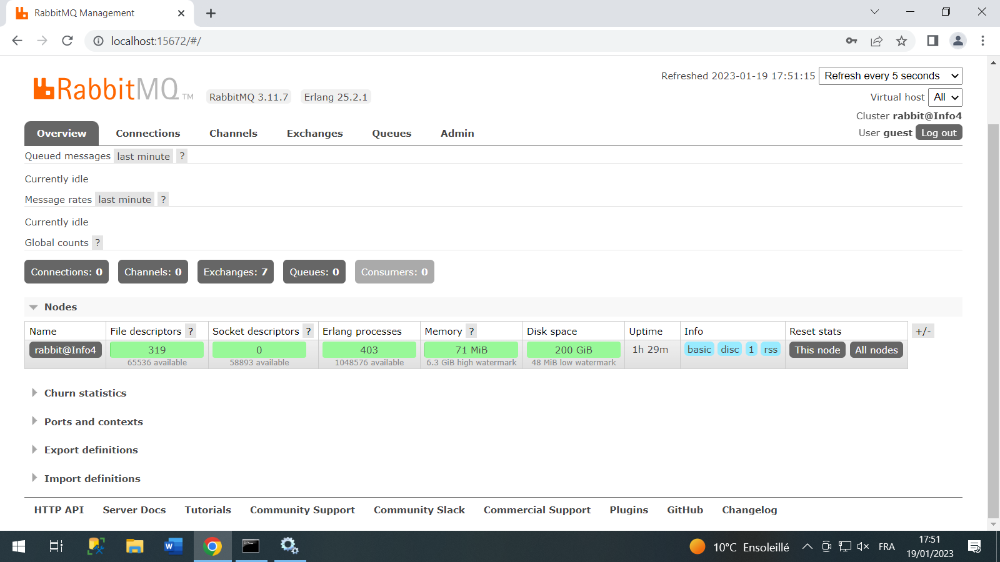 RabbitMQ Management
localhost:15672/#/
Refreshed 2023-01-19 17:51:15 Refresh every 5 seconds
RabbitMQ TM RabbitMQ 3.11.7 Erlang 25.2.1
Virtual host All
Cluster rabbit@Info4
User guest Log out
Overview Connections Channels Exchanges Queues Admin
Queued messages last minute ?
Currently idle
Message rates last minute ?
Currently idle
Global counts ?
Connections: 0 Channels: 0 Exchanges: 7 Queues: 0 Consumers: 0
Nodes
Name File descriptors ? Socket descriptors ? Erlang processes Memory ? Disk space Uptime Info Reset stats +/-
rabbit@Info4 319 0 403 71 MiB 200 GiB 1h 29m basic disc 1 rss This node All nodes
65536 available 58893 available 1048576 available 6.3 GiB high watermark 48 MiB low watermark
Churn statistics
Ports and contexts
Export definitions
Import definitions
HTTP API Server Docs Tutorials Community Support Community Slack Commercial Support Plugins GitHub Changelog
10°C Ensoleillé FRA 17:51
19/01/2023